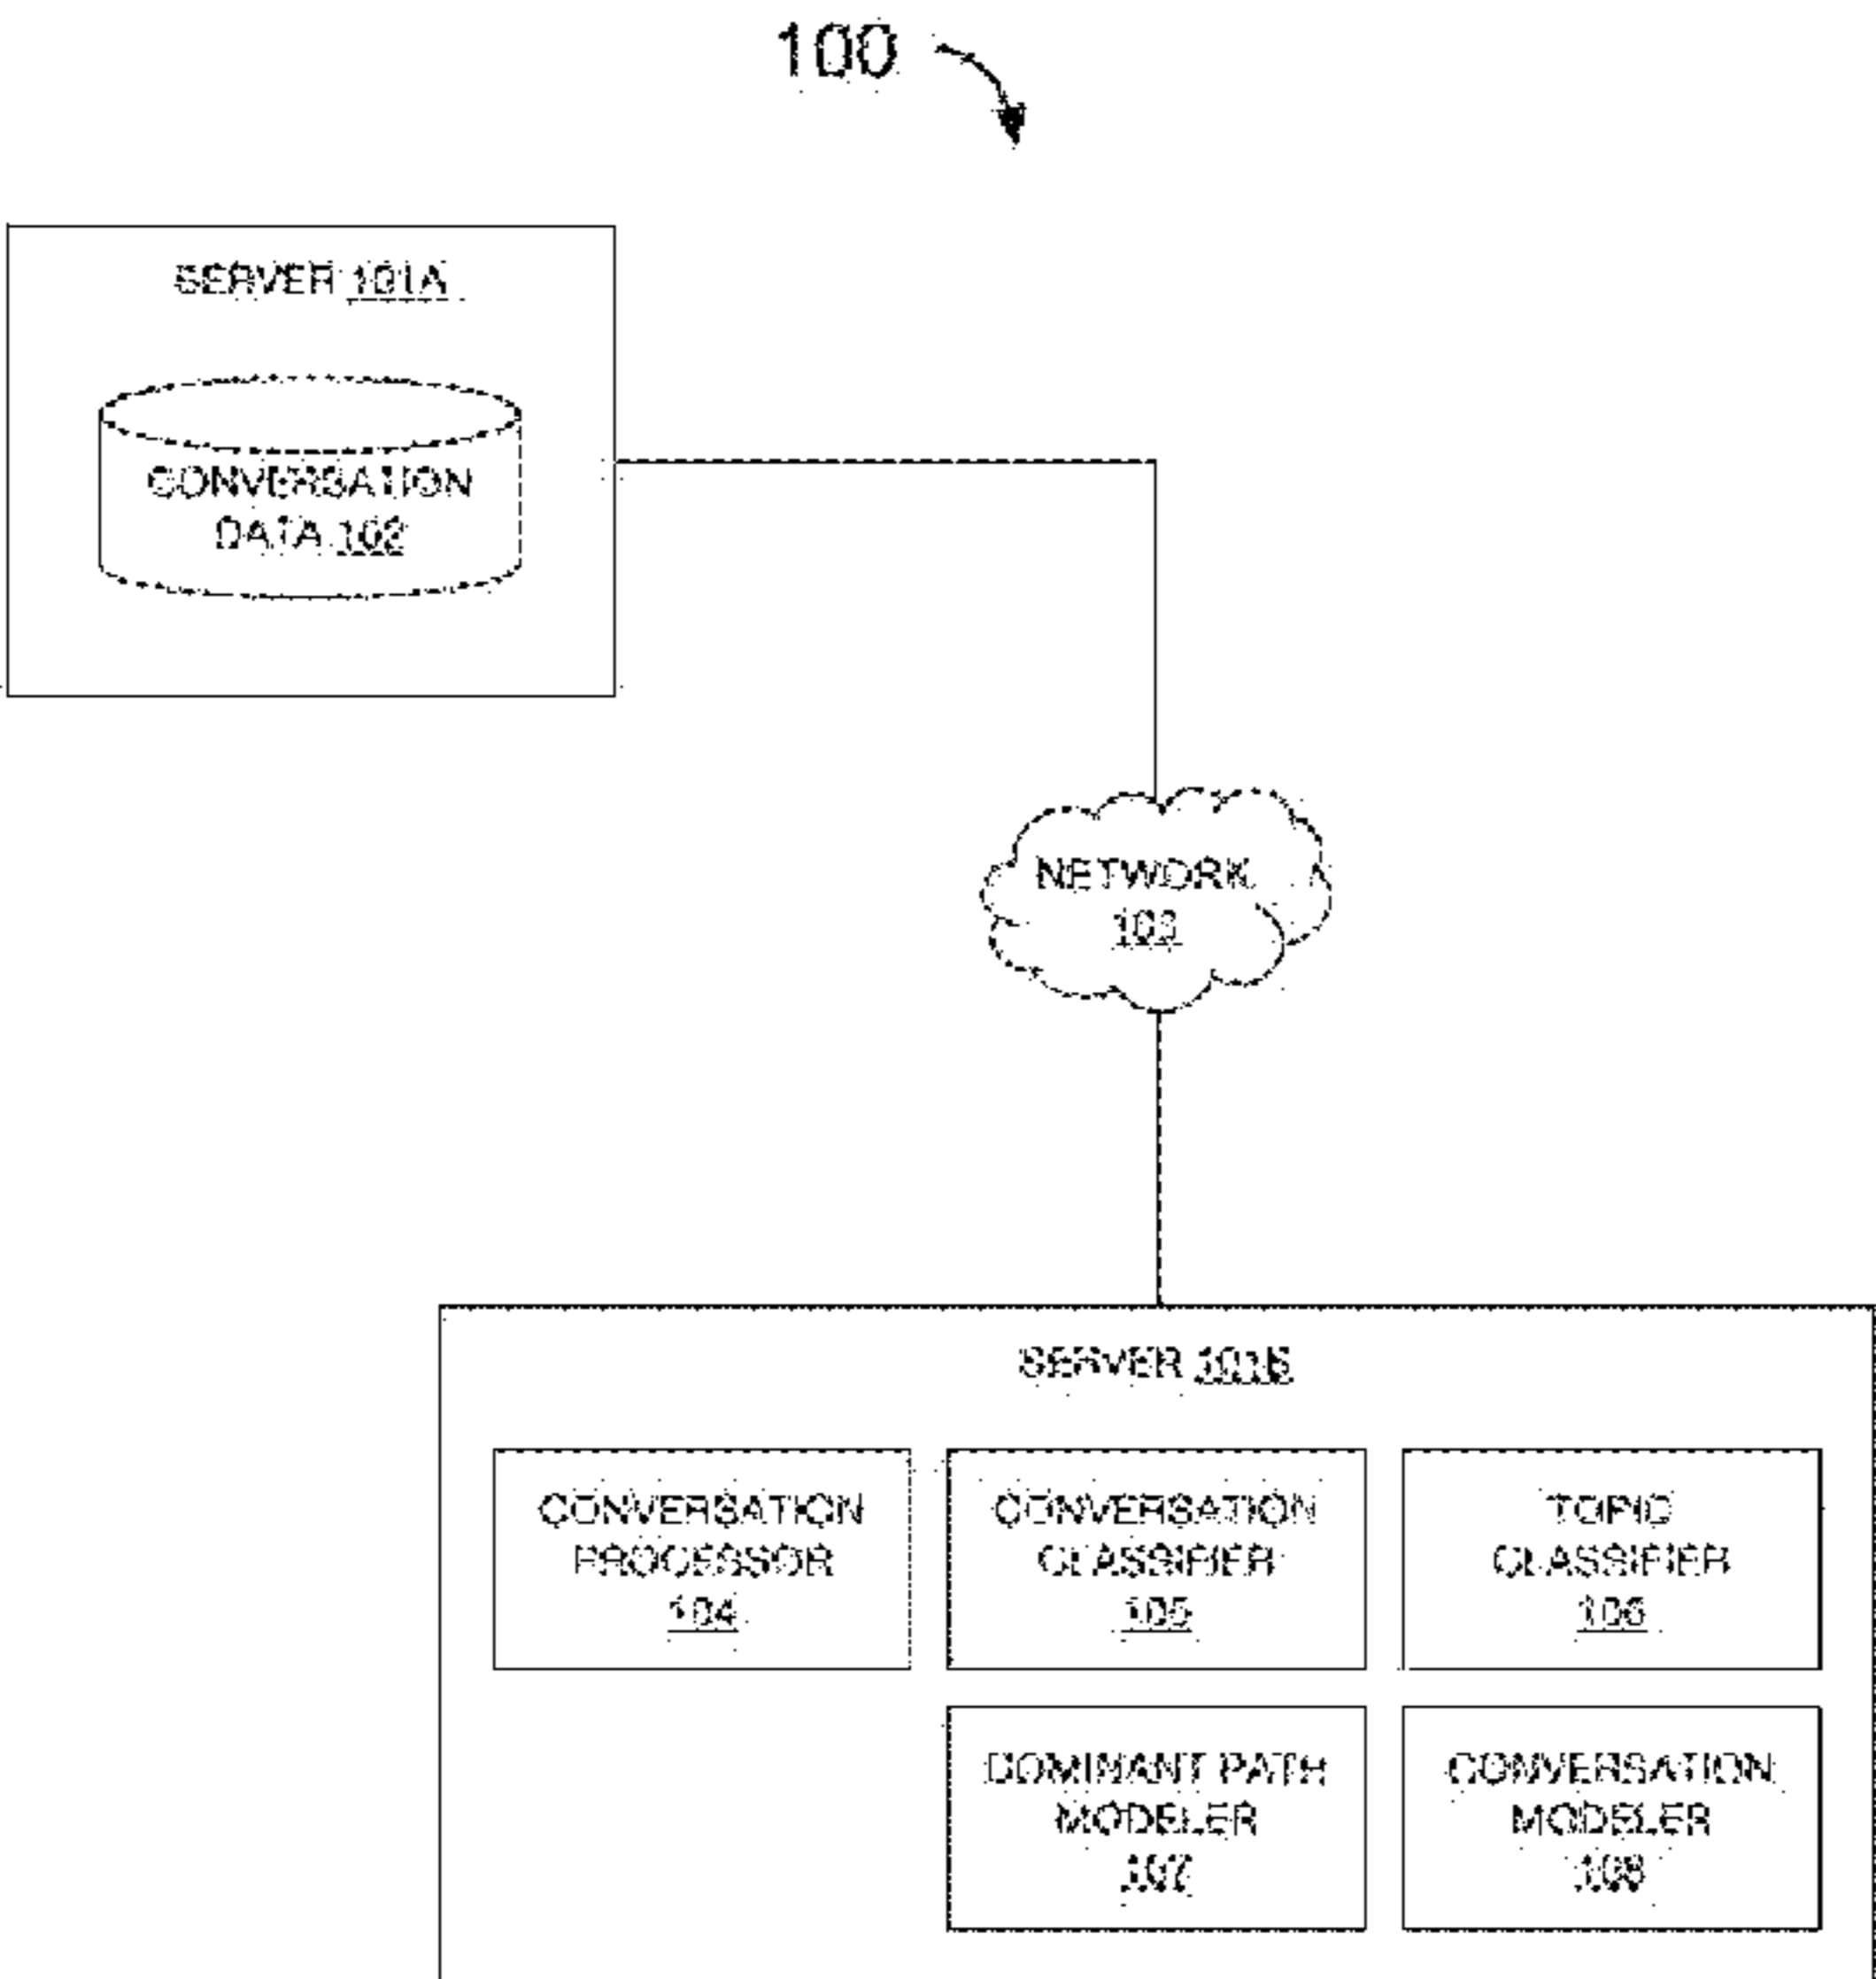 100
SERVER 101A
CONVERSATION
DATA 102
NETWORK
103
SERVER 101B
CONVERSATION
PROCESSOR
104
CONVERSATION
CLASSIFIER
105
TOPIC
CLASSIFIER
106
DOMINANT PATH
MODELER
107
CONVERSATION
MODELER
108